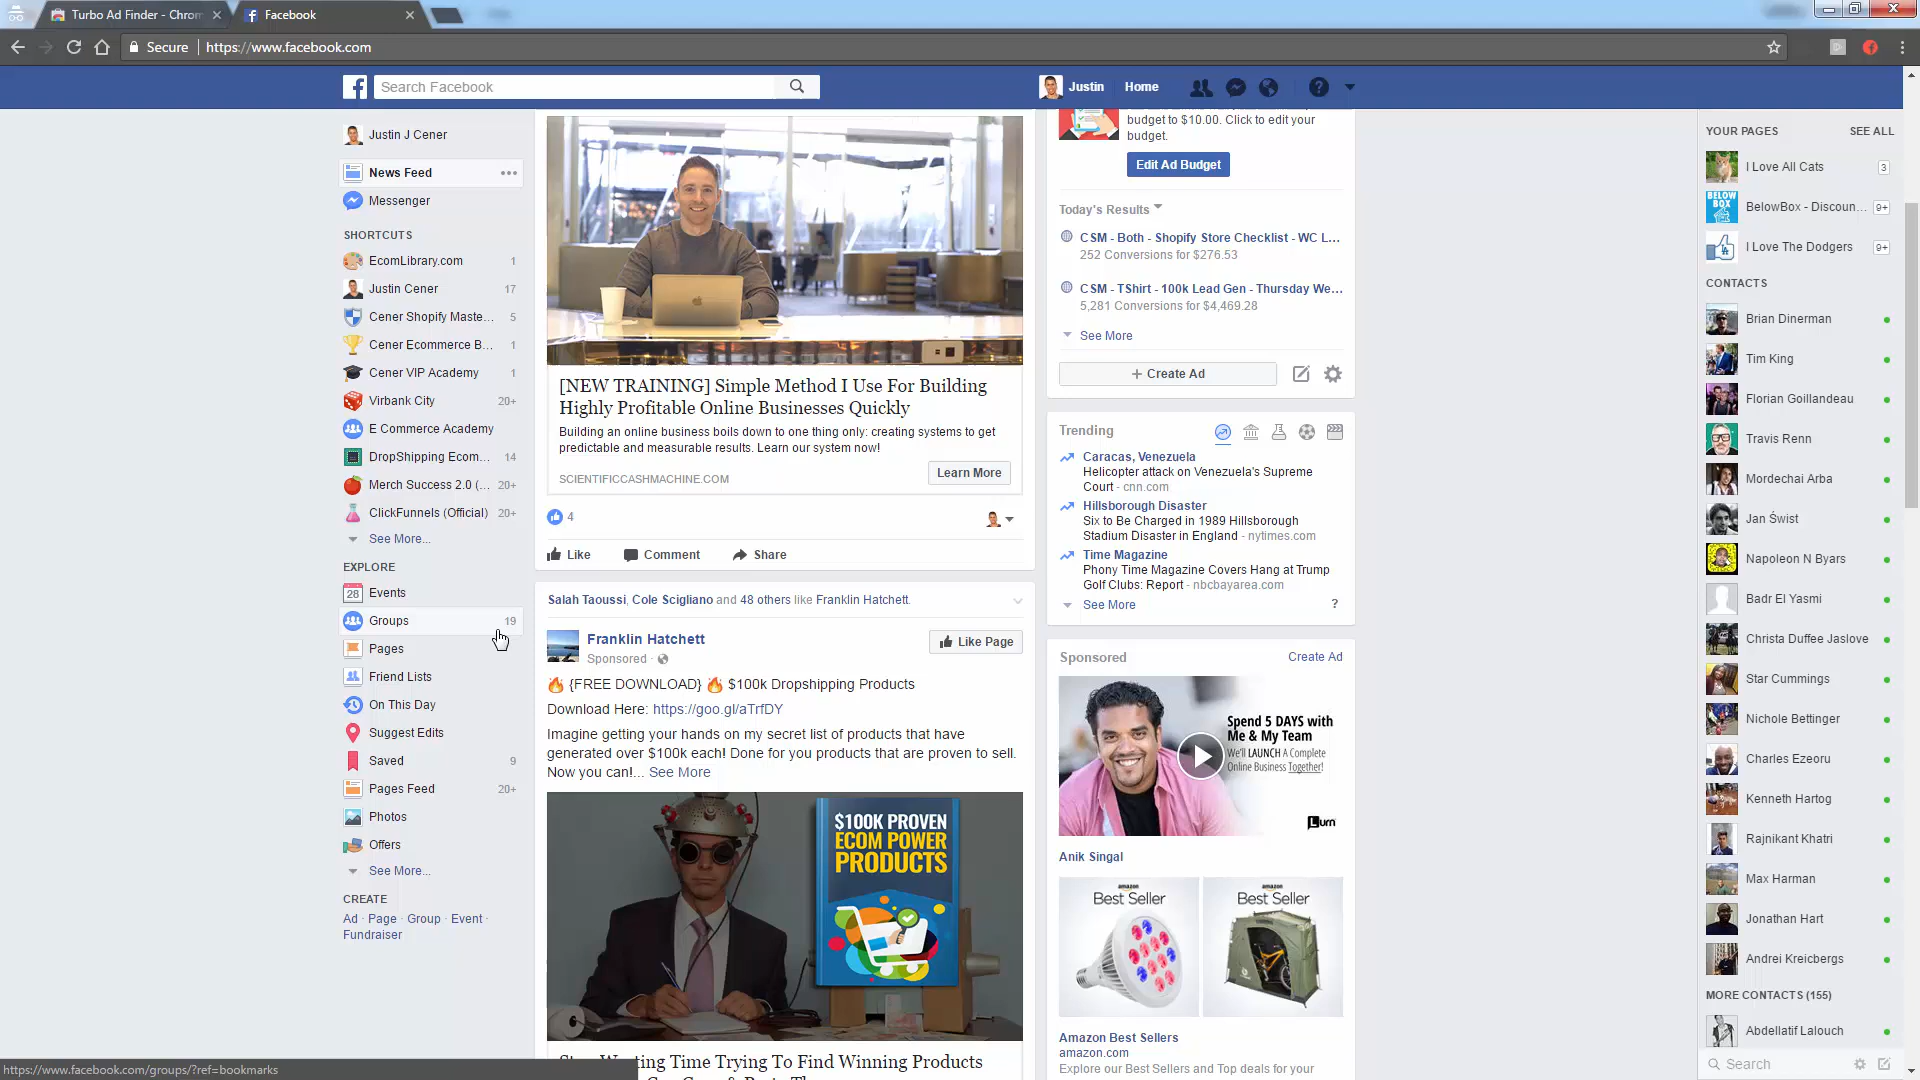 Turbo Ad Finder - Chrom
Facebook
Secure
https://www.facebook.com
Search Facebook
Justin
Home
Justin J Cener
News Feed
Messenger
SHORTCUTS
EcomLibrary.com 1
Justin Cener 17
Cener Shopify Maste... 5
Cener Ecommerce B... 1
Cener VIP Academy 1
Virbank City 20+
E Commerce Academy
DropShipping Ecom... 14
Merch Success 2.0 (... 20+
ClickFunnels (Official) 20+
See More...
EXPLORE
28 Events
Groups 19
Pages
Friend Lists
On This Day
Suggest Edits
Saved 9
Pages Feed 20+
Photos
Offers
See More...
CREATE
Ad · Page · Group · Event ·
Fundraiser
https://www.facebook.com/groups/?ref=bookmarks
[NEW TRAINING] Simple Method I Use For Building
Highly Profitable Online Businesses Quickly
Building an online business boils down to one thing only: creating systems to get
predictable and measurable results. Learn our system now!
SCIENTIFICCASHMACHINE.COM
Learn More
4
Like
Comment
Share
Salah Taoussi, Cole Scigliano and 48 others like Franklin Hatchett.
Franklin Hatchett
Sponsored ·
Like Page
{FREE DOWNLOAD} $100k Dropshipping Products
Download Here: https://goo.gl/aTrfDY
Imagine getting your hands on my secret list of products that have
generated over $100k each! Done for you products that are proven to sell.
Now you can!... See More
$100K PROVEN
ECOM POWER
PRODUCTS
ting Time Trying To Find Winning Products
budget to $10.00. Click to edit your
budget.
Edit Ad Budget
Today's Results
CSM - Both - Shopify Store Checklist - WC L...
252 Conversions for $276.53
CSM - TShirt - 100k Lead Gen - Thursday We...
5,281 Conversions for $4,469.28
See More
+ Create Ad
Trending
Caracas, Venezuela
Helicopter attack on Venezuela's Supreme
Court - cnn.com
Hillsborough Disaster
Six to Be Charged in 1989 Hillsborough
Stadium Disaster in England - nytimes.com
Time Magazine
Phony Time Magazine Covers Hang at Trump
Golf Clubs: Report - nbcbayarea.com
See More
?
Sponsored
Create Ad
Spend 5 DAYS with
Me & My Team
We'll LAUNCH A Complete
Online Business Together!
Lurn
Anik Singal
amazon
Best Seller
amazon
Best Seller
Amazon Best Sellers
amazon.com
Explore our Best Sellers and Top deals for your
YOUR PAGES
SEE ALL
I Love All Cats 3
BELOW
BOX
BelowBox - Discoun... 9+
I Love The Dodgers 9+
CONTACTS
Brian Dinerman
Tim King
Florian Goillandeau
Travis Renn
Mordechai Arba
Jan Świst
Napoleon N Byars
Badr El Yasmi
Christa Duffee Jaslove
Star Cummings
Nichole Bettinger
Charles Ezeoru
Kenneth Hartog
Rajnikant Khatri
Max Harman
Jonathan Hart
Andrei Kreicbergs
MORE CONTACTS (155)
Abdellatif Lalouch
Search